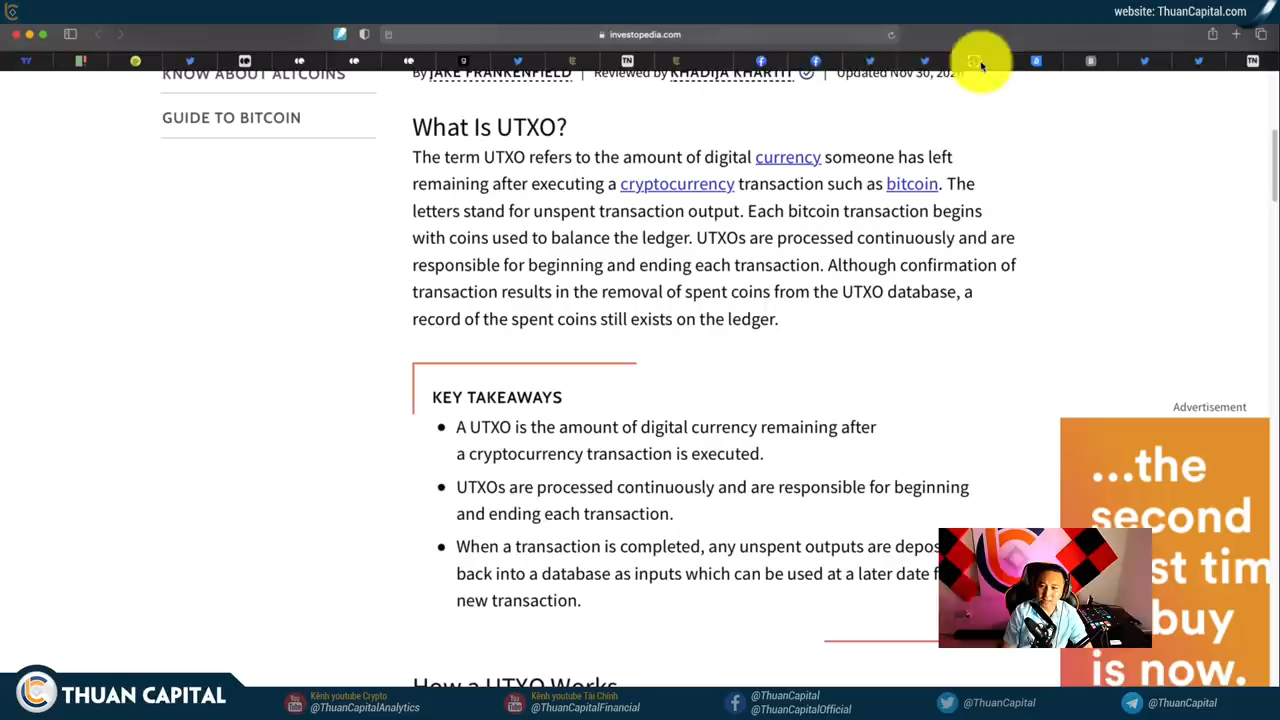 website: ThuanCapital.com
investopedia.com
KNOW ABOUT ALTCOINS
By JAKE FRANKENFIELD | Reviewed by KHADIJA KHARTIT | Updated Nov 30,
GUIDE TO BITCOIN
What Is UTXO?
The term UTXO refers to the amount of digital currency someone has left
remaining after executing a cryptocurrency transaction such as bitcoin. The
letters stand for unspent transaction output. Each bitcoin transaction begins
with coins used to balance the ledger. UTXOs are processed continuously and are
responsible for beginning and ending each transaction. Although confirmation of
transaction results in the removal of spent coins from the UTXO database, a
record of the spent coins still exists on the ledger.
KEY TAKEAWAYS
A UTXO is the amount of digital currency remaining after
a cryptocurrency transaction is executed.
UTXOs are processed continuously and are responsible for beginning
and ending each transaction.
When a transaction is completed, any unspent outputs are depos
back into a database as inputs which can be used at a later date f
new transaction.
How a UTXO Works
Advertisement
...the
second
st tim
buy
is now.
THUAN CAPITAL
Kênh youtube Crypto
@ThuanCapitalAnalytics
Kênh youtube Tài Chính
@ThuanCapitalFinancial
@ThuanCapital
@ThuanCapitalOfficial
@ThuanCapital
@ThuanCapital